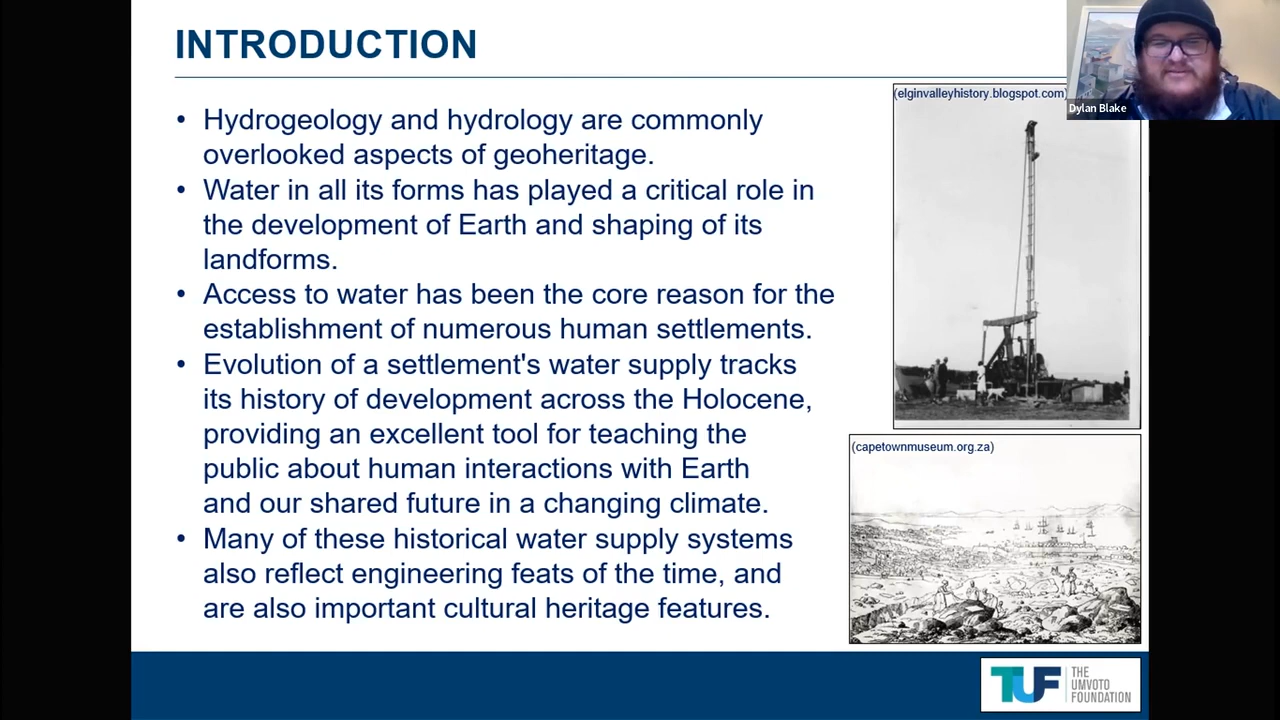 INTRODUCTION
• Hydrogeology and hydrology are commonly
overlooked aspects of geoheritage.
• Water in all its forms has played a critical role in
the development of Earth and shaping of its
landforms.
• Access to water has been the core reason for the
establishment of numerous human settlements.
• Evolution of a settlement's water supply tracks
its history of development across the Holocene,
providing an excellent tool for teaching the
public about human interactions with Earth
and our shared future in a changing climate.
• Many of these historical water supply systems
also reflect engineering feats of the time, and
are also important cultural heritage features.
(elginvalleyhistory.blogspot.com)
Dylan Blake
(capetownmuseum.org.za)
TUF
THE
UMVOTO
FOUNDATION